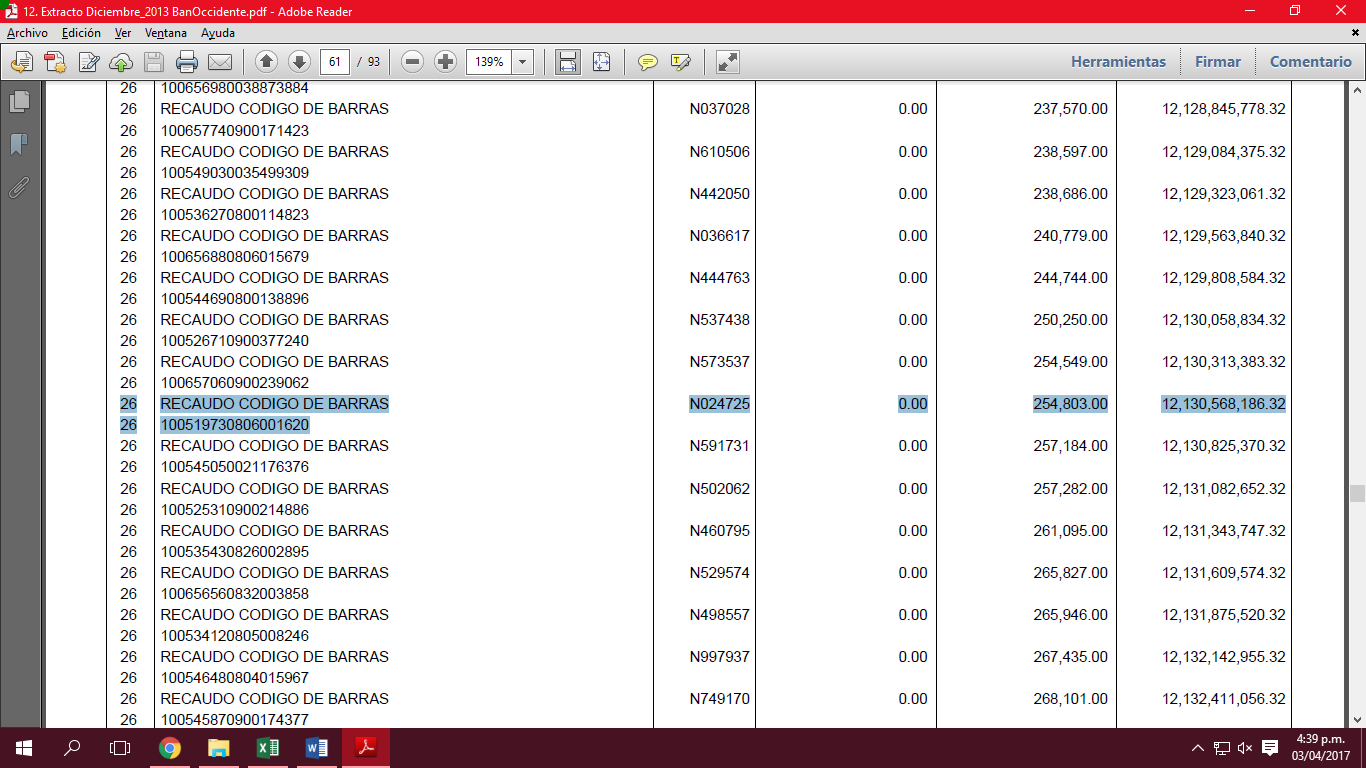 12. Extracto Diciembre_2013 BanOccidente.pdf - Adobe Reader
Archivo Edición Ver Ventana Ayuda
61 / 93 139% Herramientas Firmar Comentario
26 100656980038873884
26 RECAUDO CODIGO DE BARRAS N037028 0.00 237,570.00 12,128,845,778.32
26 100657740900171423
26 RECAUDO CODIGO DE BARRAS N610506 0.00 238,597.00 12,129,084,375.32
26 100549030035499309
26 RECAUDO CODIGO DE BARRAS N442050 0.00 238,686.00 12,129,323,061.32
26 100536270800114823
26 RECAUDO CODIGO DE BARRAS N036617 0.00 240,779.00 12,129,563,840.32
26 100656880806015679
26 RECAUDO CODIGO DE BARRAS N444763 0.00 244,744.00 12,129,808,584.32
26 100544690800138896
26 RECAUDO CODIGO DE BARRAS N537438 0.00 250,250.00 12,130,058,834.32
26 100526710900377240
26 RECAUDO CODIGO DE BARRAS N573537 0.00 254,549.00 12,130,313,383.32
26 100657060900239062
26 RECAUDO CODIGO DE BARRAS N024725 0.00 254,803.00 12,130,568,186.32
26 100519730806001620
26 RECAUDO CODIGO DE BARRAS N591731 0.00 257,184.00 12,130,825,370.32
26 100545050021176376
26 RECAUDO CODIGO DE BARRAS N502062 0.00 257,282.00 12,131,082,652.32
26 100525310900214886
26 RECAUDO CODIGO DE BARRAS N460795 0.00 261,095.00 12,131,343,747.32
26 100535430826002895
26 RECAUDO CODIGO DE BARRAS N529574 0.00 265,827.00 12,131,609,574.32
26 100656560832003858
26 RECAUDO CODIGO DE BARRAS N498557 0.00 265,946.00 12,131,875,520.32
26 100534120805008246
26 RECAUDO CODIGO DE BARRAS N997937 0.00 267,435.00 12,132,142,955.32
26 100546480804015967
26 RECAUDO CODIGO DE BARRAS N749170 0.00 268,101.00 12,132,411,056.32
26 100545870900174377
4:39 p.m.
03/04/2017